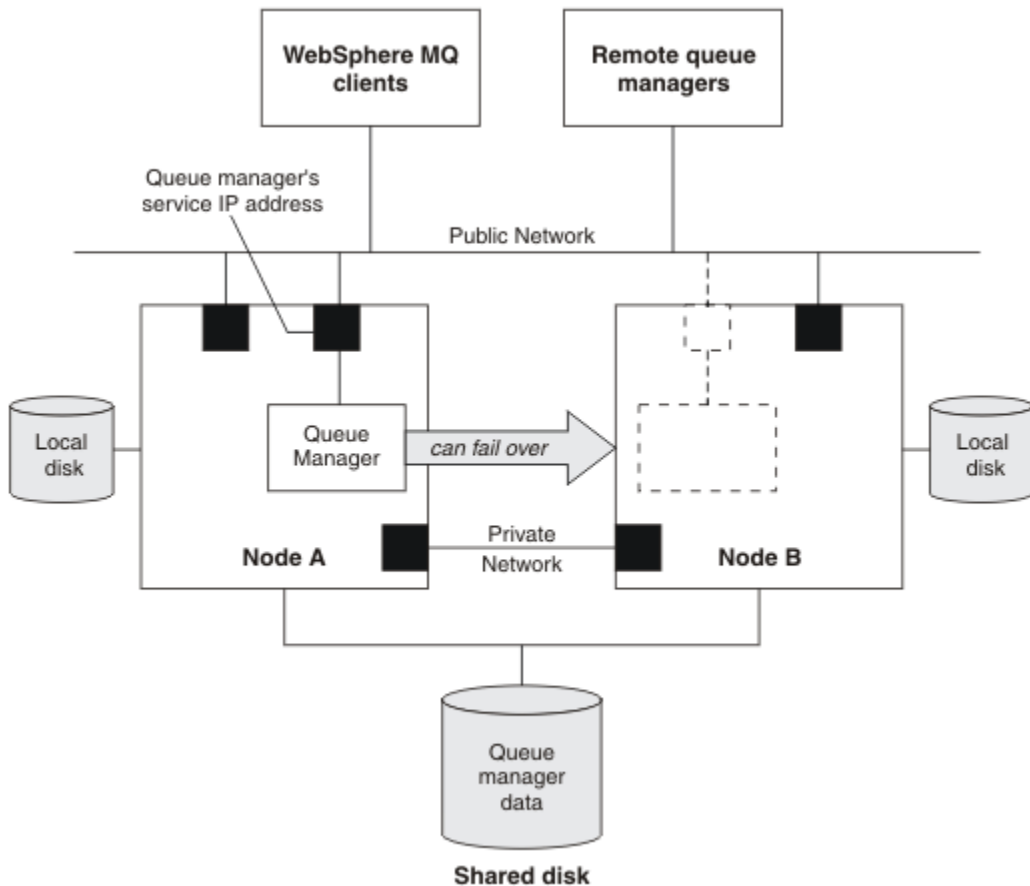 WebSphere MQ
clients
Remote queue
managers
Queue manager's
service IP address
Public Network
Local
disk
Queue
Manager
can fail over
Local
disk
Private
Network
Node A
Node B
Queue
manager
data
Shared disk